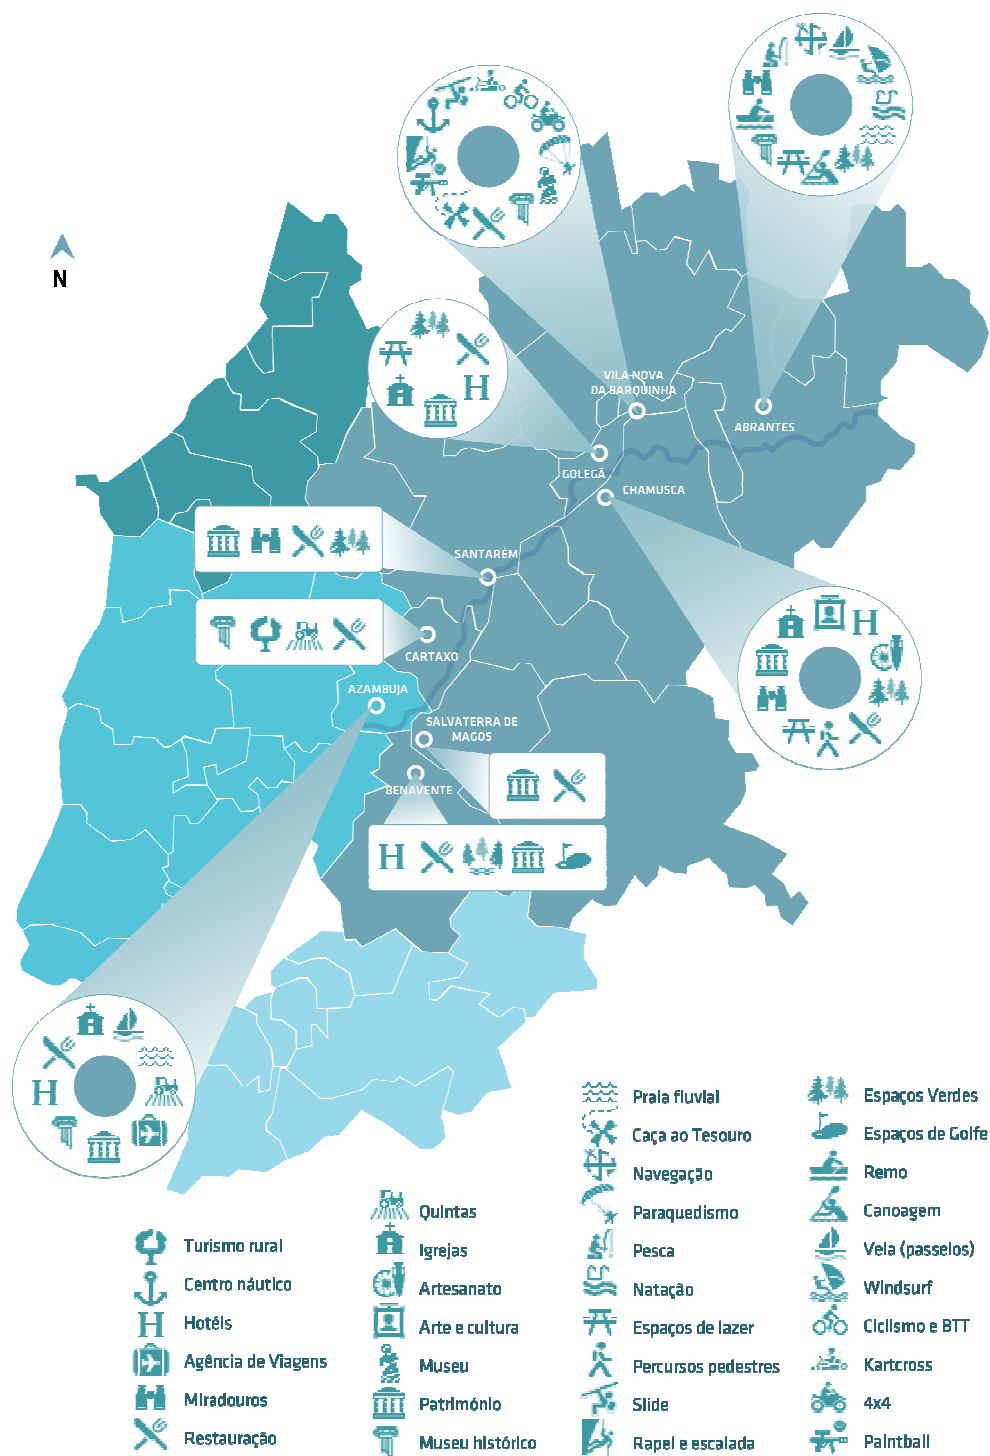 N
VILA NOVA
DA BARQUINHA
ABRANTES
GOLEGÃ
CHAMUSCA
SANTARÉM
CARTAXO
AZAMBUJA
SALVATERRA DE
MAGOS
BENAVENTE
Turismo rural
Centro náutico
Hotéis
Agência de Viagens
Miradouros
Restauração
Quintas
Igrejas
Artesanato
Arte e cultura
Museu
Património
Museu histórico
Praia fluvial
Caça ao Tesouro
Navegação
Paraquedismo
Pesca
Natação
Espaços de lazer
Percursos pedestres
Slide
Rapel e escalada
Espaços Verdes
Espaços de Golfe
Remo
Canoagem
Vela (passeios)
Windsurf
Ciclismo e BTT
Kartcross
4x4
Paintball